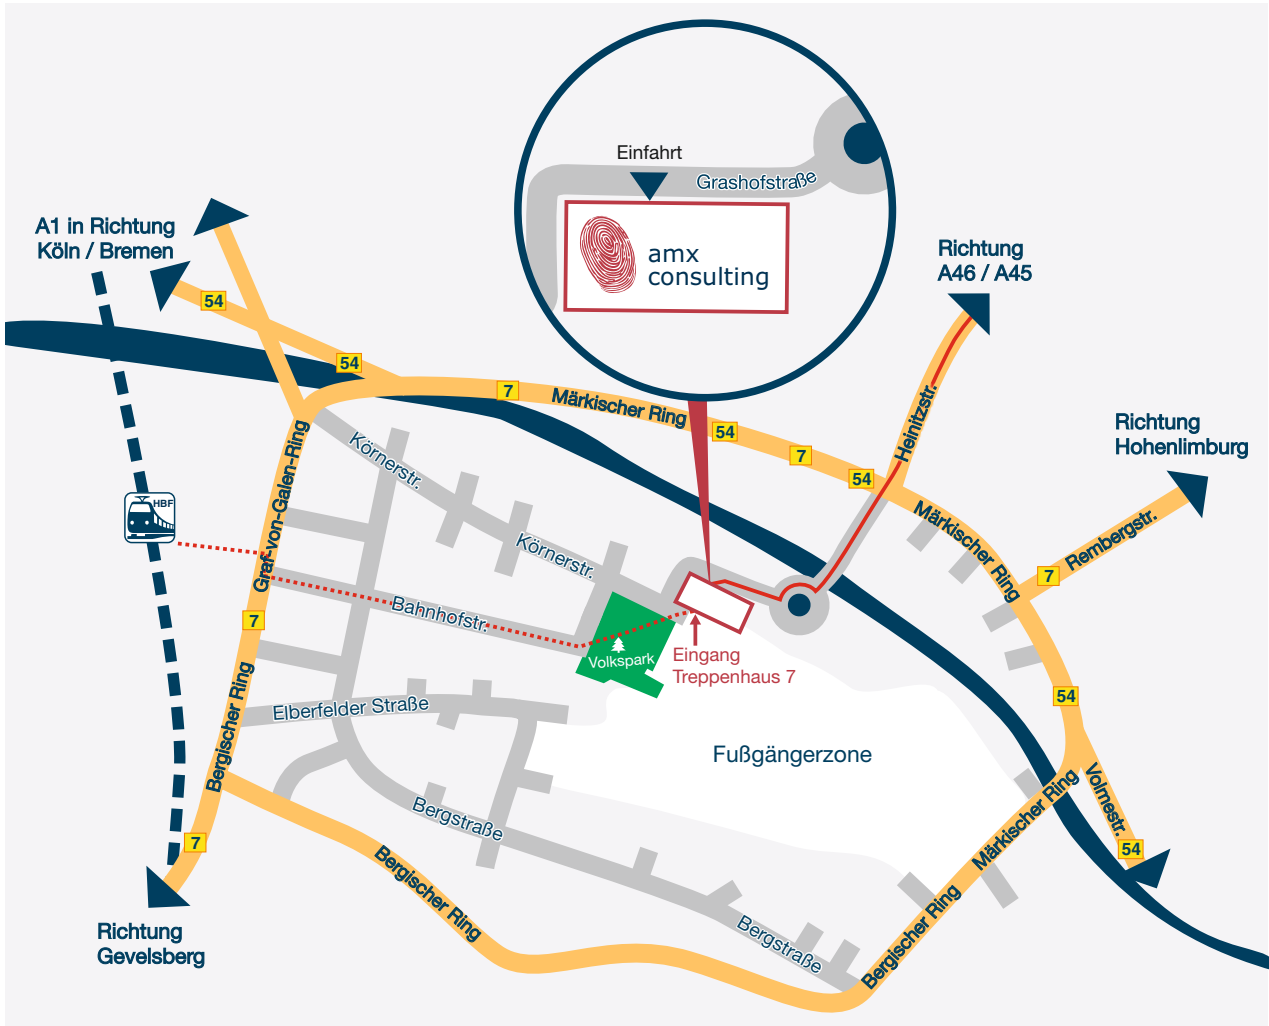 Einfahrt
Grashofstraße
amx
consulting
A1 in Richtung
Köln / Bremen
54
54
7
Märkischer Ring
54
7
54
Richtung
A46 / A45
Heinitzstr.
Richtung
Hohenlimburg
Rembergstr.
7
Märkischer Ring
HBF
Graf-von-Galen-Ring
Körnerstr.
Körnerstr.
Bahnhofstr.
7
Volkspark
Eingang
Treppenhaus 7
Elberfelder Straße
Bergischer Ring
Fußgängerzone
54
Volmestr.
54
Märkischer Ring
7
Bergstraße
Bergischer Ring
Bergstraße
Bergischer Ring
Richtung
Gevelsberg